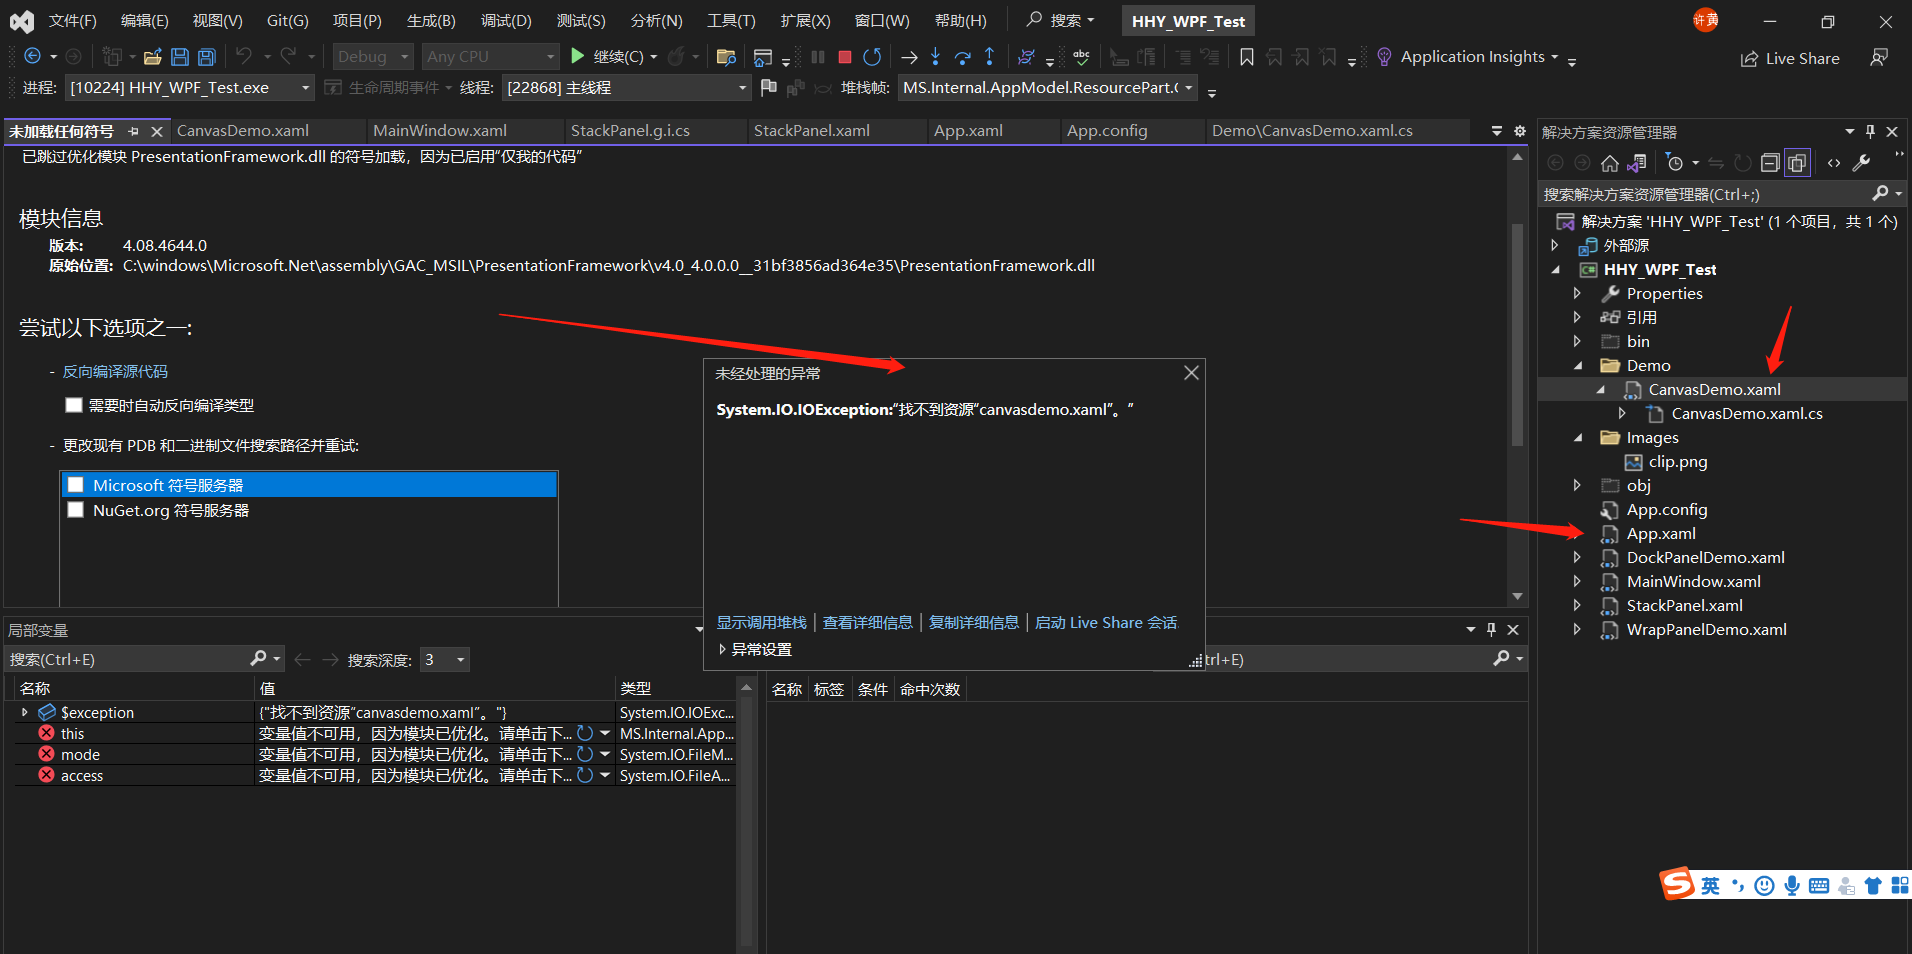 文件(F) 编辑(E) 视图(V) Git(G) 项目(P) 生成(B) 调试(D) 测试(S) 分析(N) 工具(T) 扩展(X) 窗口(W) 帮助(H) 搜索 HHY_WPF_Test 许黄
Debug Any CPU 继续(C) abc Application Insights Live Share
进程: [10224] HHY_WPF_Test.exe 生命周期事件 线程: [22868] 主线程 堆栈帧: MS.Internal.AppModel.ResourcePart.
未加载任何符号 CanvasDemo.xaml MainWindow.xaml StackPanel.g.i.cs StackPanel.xaml App.xaml App.config Demo\CanvasDemo.xaml.cs
已跳过优化模块 PresentationFramework.dll 的符号加载，因为已启用“仅我的代码”
模块信息
版本: 4.08.4644.0
原始位置: C:\windows\Microsoft.Net\assembly\GAC_MSIL\PresentationFramework\v4.0_4.0.0.0__31bf3856ad364e35\PresentationFramework.dll
尝试以下选项之一:
- 反向编译源代码
需要时自动反向编译类型
- 更改现有 PDB 和二进制文件搜索路径并重试:
Microsoft 符号服务器
NuGet.org 符号服务器
未经处理的异常
System.IO.IOException:“找不到资源“canvasdemo.xaml”。”
显示调用堆栈 | 查看详细信息 | 复制详细信息 | 启动 Live Share 会话
异常设置
局部变量
搜索(Ctrl+E) 搜索深度: 3
名称 值 类型
$exception {"找不到资源“canvasdemo.xaml”。"} System.IO.IOExc...
this 变量值不可用，因为模块已优化。请单击下... MS.Internal.App...
mode 变量值不可用，因为模块已优化。请单击下... System.IO.FileM...
access 变量值不可用，因为模块已优化。请单击下... System.IO.FileA...
trl+E)
名称 标签 条件 命中次数
解决方案资源管理器
搜索解决方案资源管理器(Ctrl+;)
解决方案 'HHY_WPF_Test' (1 个项目，共 1 个)
外部源
C# HHY_WPF_Test
Properties
引用
bin
Demo
CanvasDemo.xaml
CanvasDemo.xaml.cs
Images
clip.png
obj
App.config
App.xaml
DockPanelDemo.xaml
MainWindow.xaml
StackPanel.xaml
WrapPanelDemo.xaml
S 英